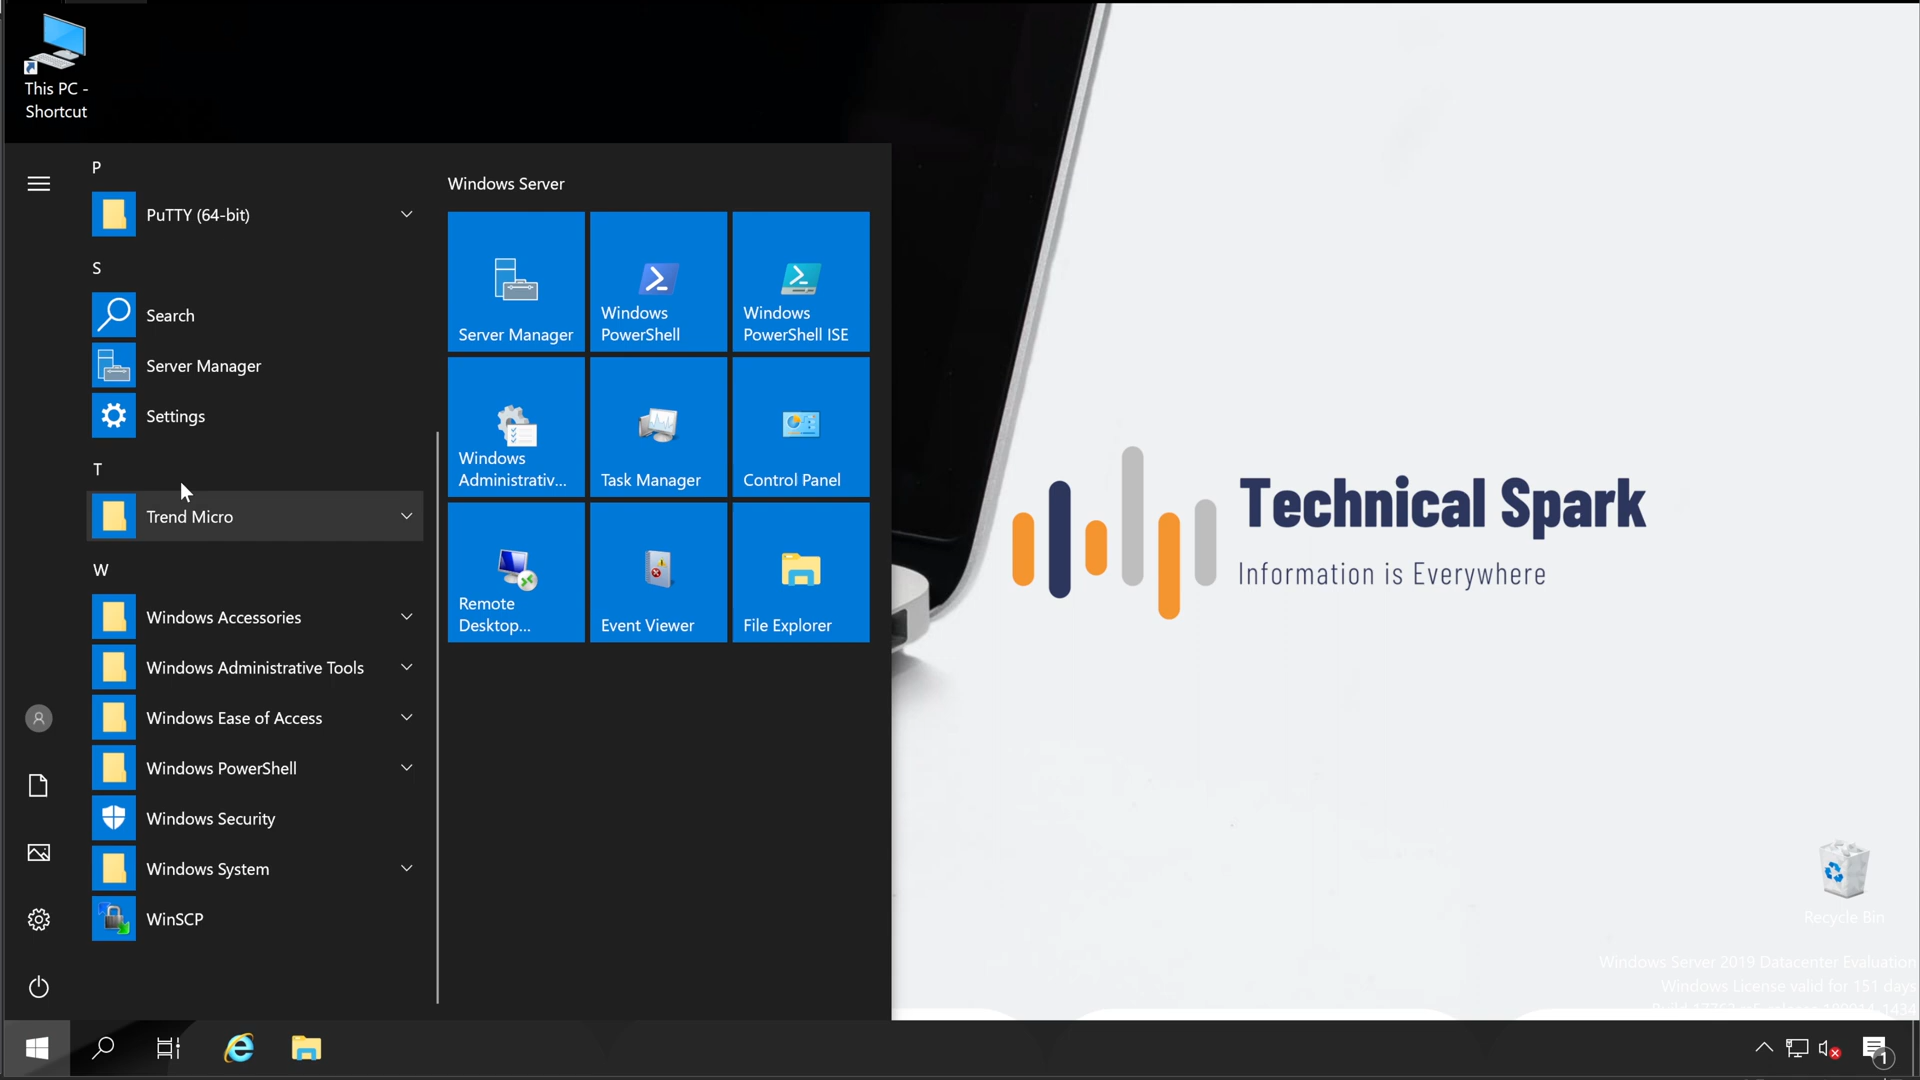 This PC -
Shortcut
P
PuTTY (64-bit)
S
Search
Server Manager
Settings
T
Trend Micro
W
Windows Accessories
Windows Administrative Tools
Windows Ease of Access
Windows PowerShell
Windows Security
Windows System
WinSCP
Windows Server
Server Manager
Windows
PowerShell
Windows
PowerShell ISE
Windows
Administrativ...
Task Manager
Control Panel
Remote
Desktop...
Event Viewer
File Explorer
Technical Spark
Information is Everywhere
Recycle Bin
Windows Server 2019 Datacenter Evaluation
Windows License valid for 151 days
1